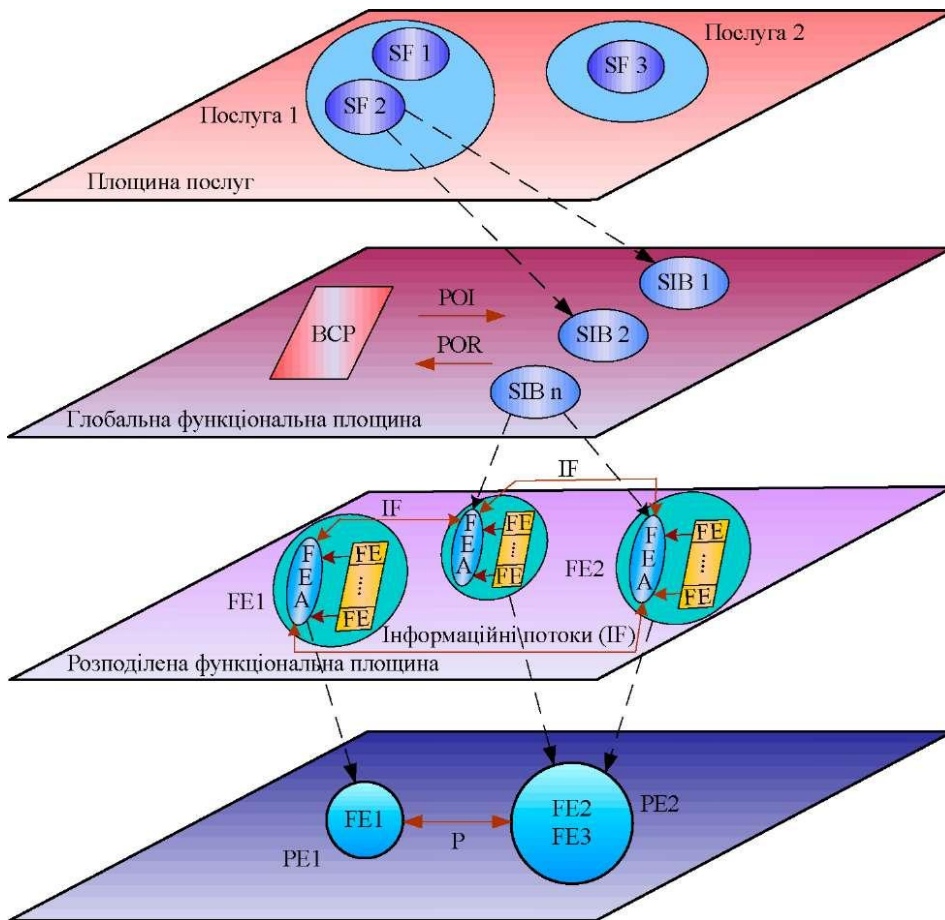 Послуга 2
SF 1
SF 3
SF 2
Послуга 1
Площина послуг
SIB 1
POI
BCP
SIB 2
POR
SIB n
Глобальна функціональна площина
IF
IF
F
E
A
FE
....
FE
FE1
F
E
A
FE
....
FE
FE2
F
E
A
FE
....
FE
Інформаційні потоки (IF)
Розподілена функціональна площина
FE1
PE1
P
FE2
FE3
PE2